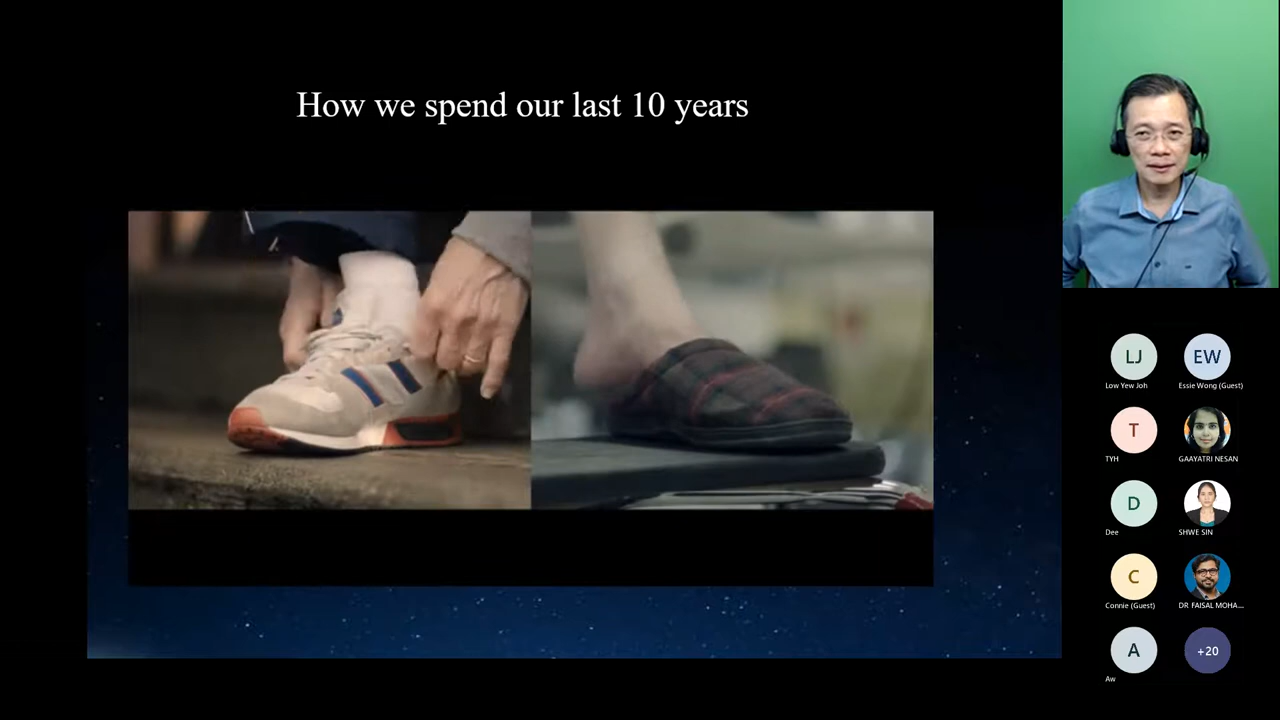 How we spend our last 10 years
LJ
EW
Low Yew Joh
Essie Wong (Guest)
T
TYH
GAAYATRI NESAN
D
Dee
SHWE SIN
C
Connie (Guest)
DR FAISAL MOHA...
A
+20
Aw